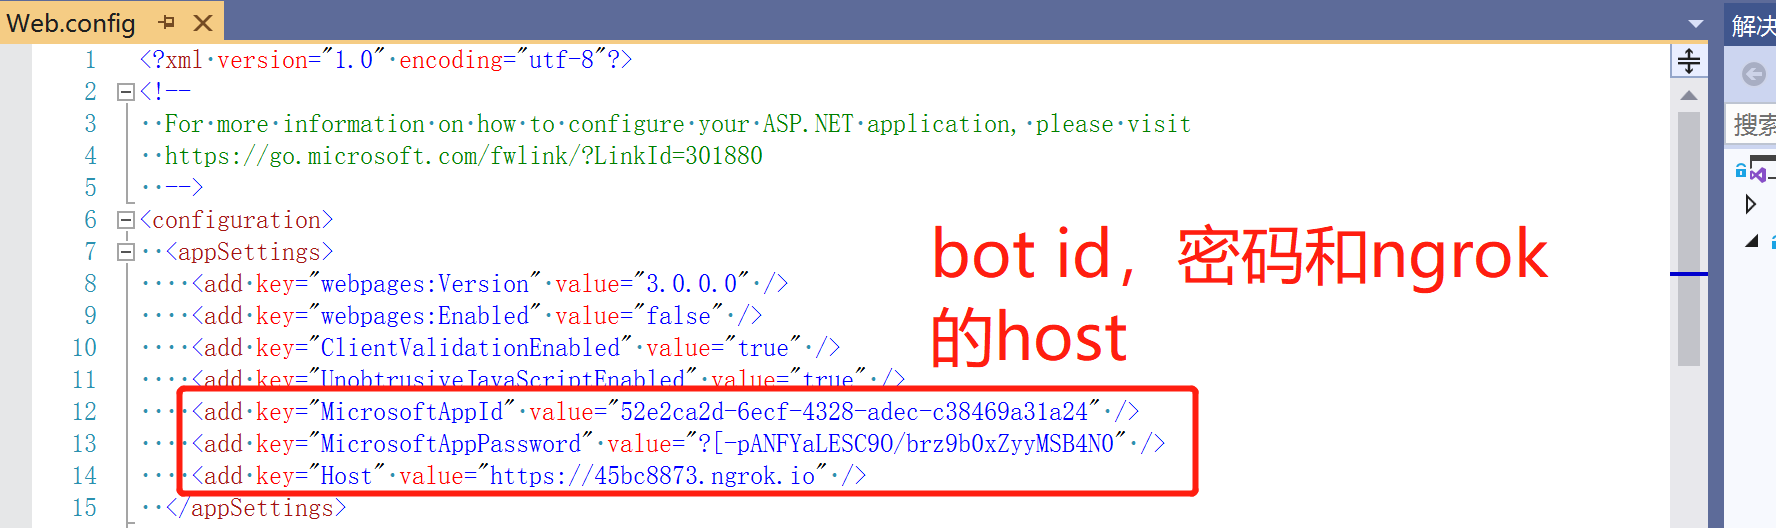 Web.config
解决
搜索
1 <?xml version="1.0" encoding="utf-8"?>
2 <!--
3 For more information on how to configure your ASP.NET application, please visit
4 https://go.microsoft.com/fwlink/?LinkId=301880
5 -->
6 <configuration>
7 <appSettings>
8 <add key="webpages:Version" value="3.0.0.0" />
9 <add key="webpages:Enabled" value="false" />
10 <add key="ClientValidationEnabled" value="true" />
11 <add key="UnobtrusiveJavaScriptEnabled" value="true" />
12 <add key="MicrosoftAppId" value="52e2ca2d-6ecf-4328-adec-c38469a31a24" />
13 <add key="MicrosoftAppPassword" value="?[-pANFYaLESC9O/brz9b0xZyyMSB4N0" />
14 <add key="Host" value="https://45bc8873.ngrok.io" />
15 </appSettings>
bot id，密码和ngrok
的host